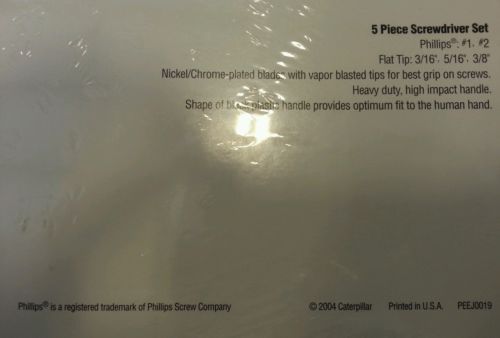 5 Piece Screwdriver Set
Phillips®: #1, #2
Flat Tip: 3/16", 5/16", 3/8"
Nickel/Chrome-plated blades with vapor blasted tips for best grip on screws.
Heavy duty, high impact handle.
Shape of black plastic handle provides optimum fit to the human hand.
Phillips® is a registered trademark of Phillips Screw Company
© 2004 Caterpillar Printed in U.S.A. PEEJ0019